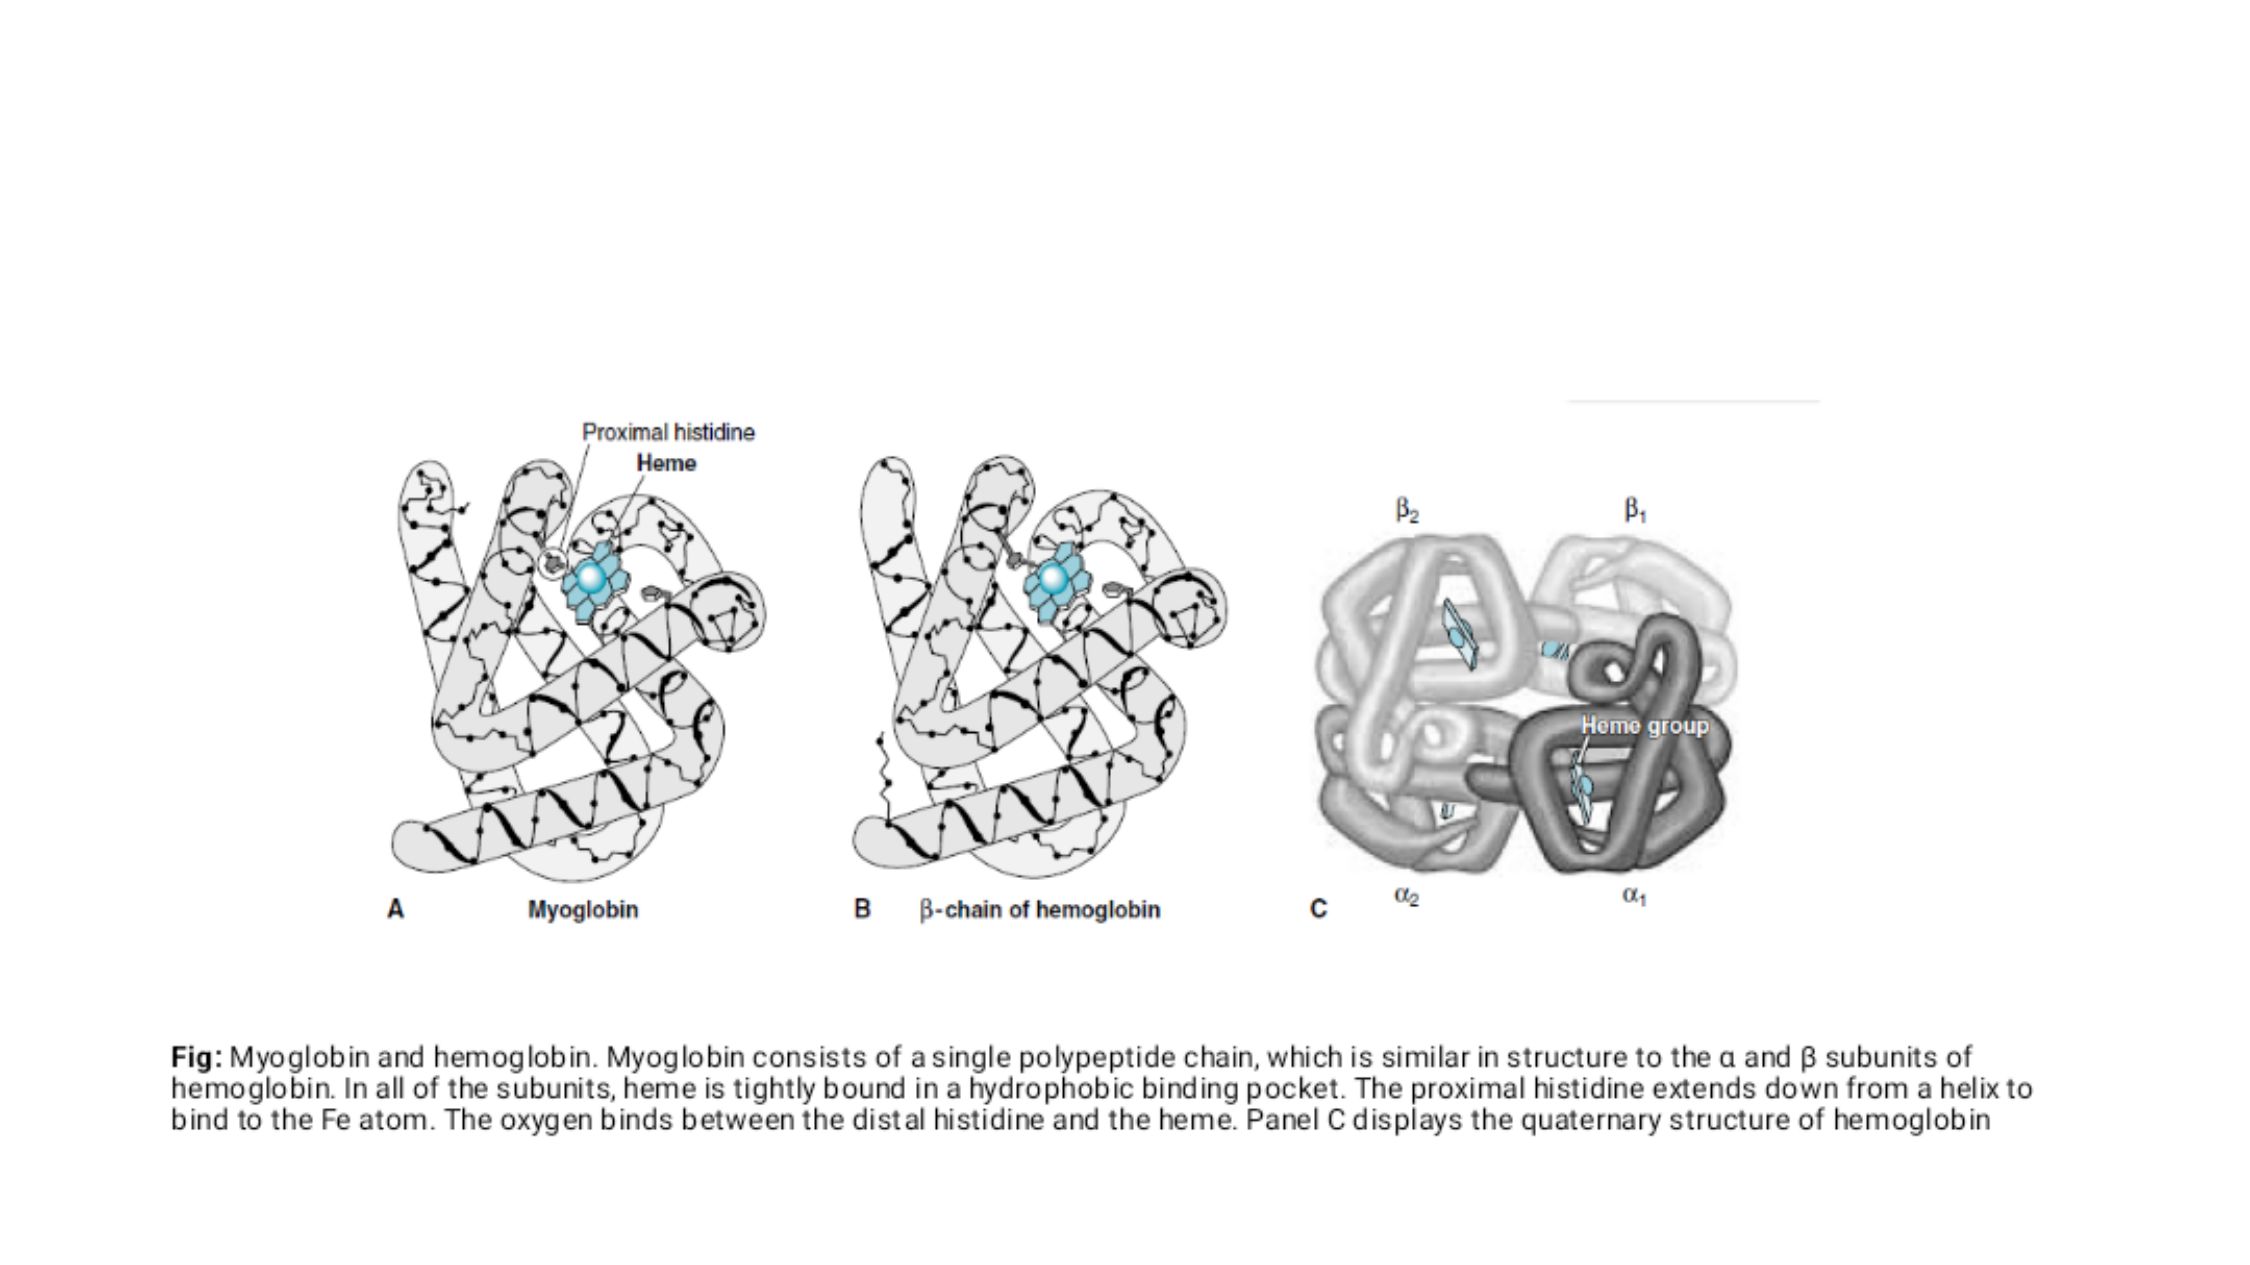 Proximal histidine
Heme
A
Myoglobin
B
β-chain of hemoglobin
β₂
β₁
Heme group
C
α₂
α₁
Fig: Myoglobin and hemoglobin. Myoglobin consists of a single polypeptide chain, which is similar in structure to the α and β subunits of
hemoglobin. In all of the subunits, heme is tightly bound in a hydrophobic binding pocket. The proximal histidine extends down from a helix to
bind to the Fe atom. The oxygen binds between the distal histidine and the heme. Panel C displays the quaternary structure of hemoglobin